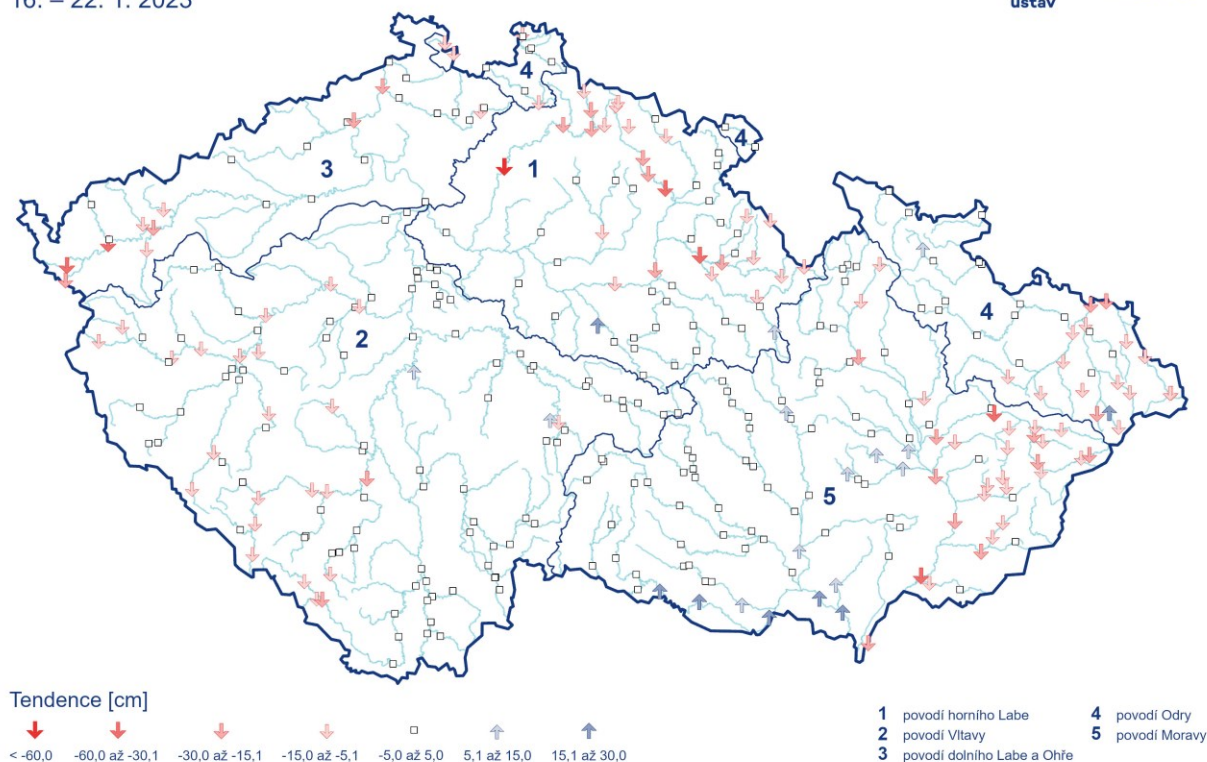 16. – 22. 1. 2023
ústav
4
4
3
1
4
2
5
Tendence [cm]
< -60,0 -60,0 až -30,1 -30,0 až -15,1 -15,0 až -5,1 -5,0 až 5,0 5,1 až 15,0 15,1 až 30,0
1 povodí horního Labe
2 povodí Vltavy
3 povodí dolního Labe a Ohře
4 povodí Odry
5 povodí Moravy